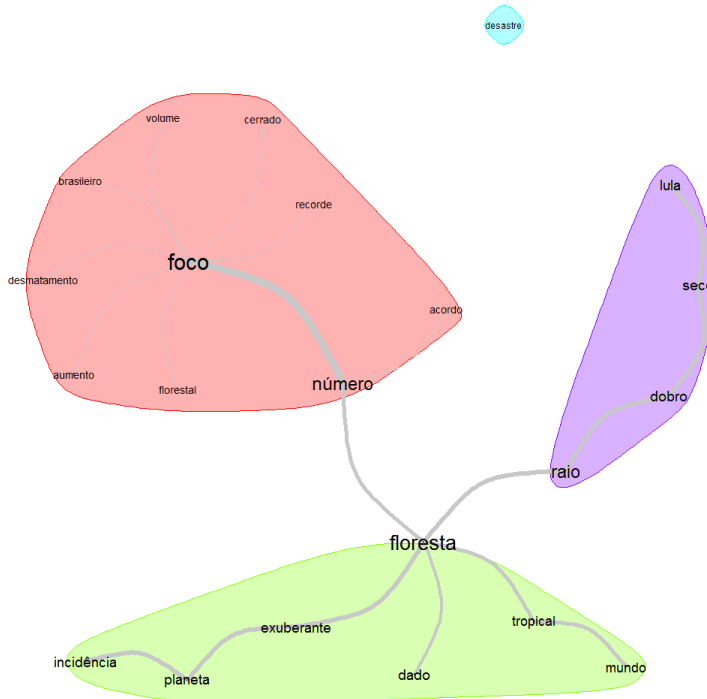 desastre
volume
cerrado
brasileiro
lula
recorde
foco
desmatamento
acordo
aumento
florestal
número
dobro
raio
floresta
exuberante
tropical
incidência
planeta
dado
mundo